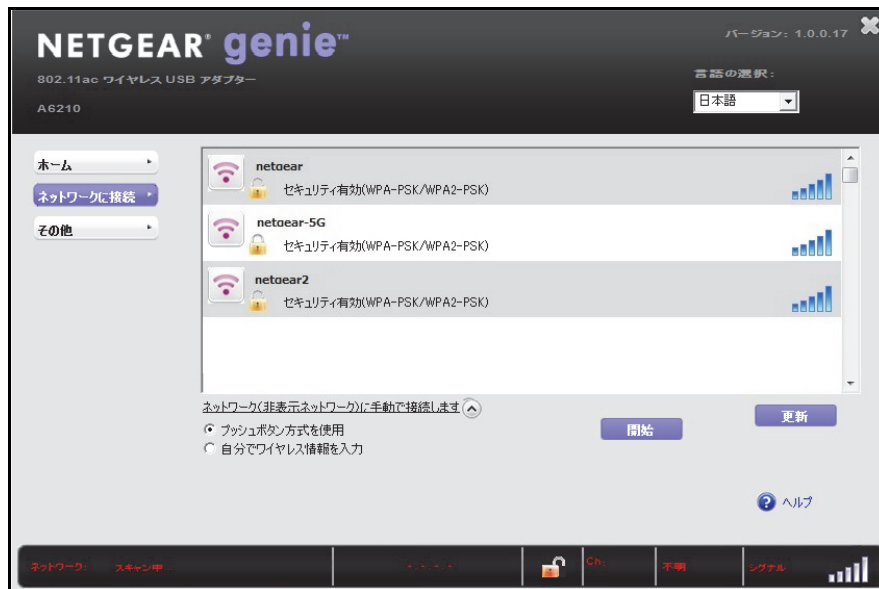 NETGEAR® genie™
バージョン: 1.0.0.17
802.11ac ワイヤレス USB アダプター
言語の選択:
A6210
日本語
ホーム
ネットワークに接続
その他
netgear
セキュリティ有効(WPA-PSK/WPA2-PSK)
netgear-5G
セキュリティ有効(WPA-PSK/WPA2-PSK)
netgear2
セキュリティ有効(WPA-PSK/WPA2-PSK)
ネットワーク(非表示ネットワーク)に手動で接続します
プッシュボタン方式を使用
自分でワイヤレス情報を入力
開始
更新
ヘルプ
ネットワーク: スキャン中 - - - - Ch: 不明 シグナル